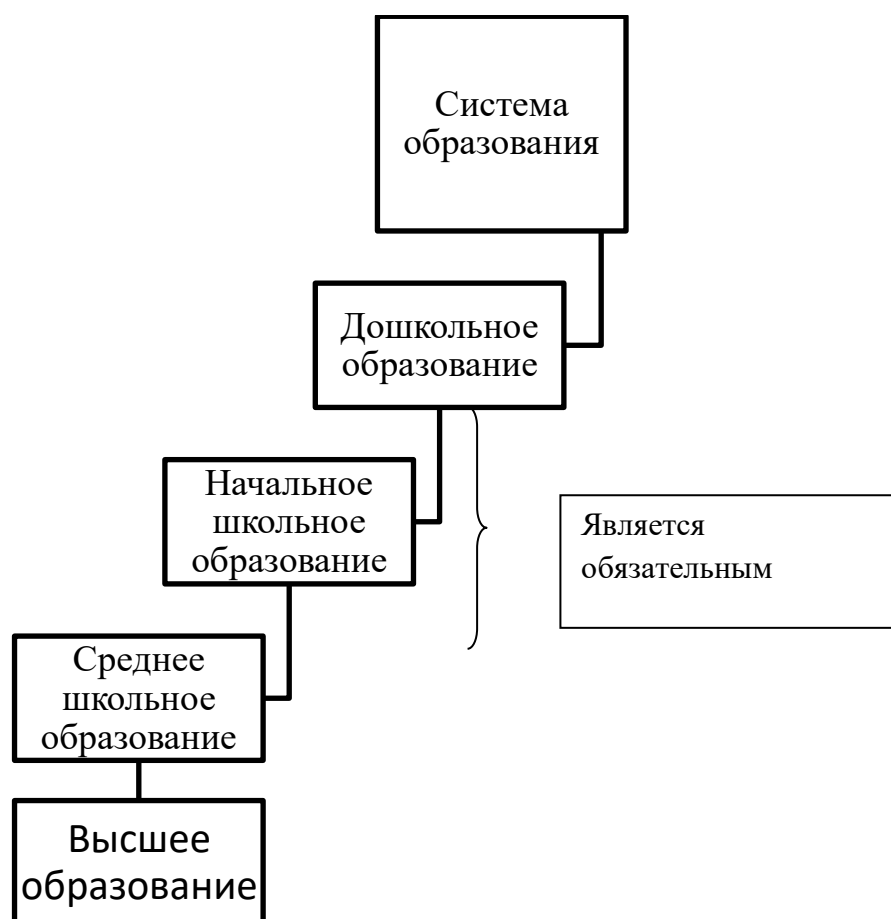 Система
образования
Дошкольное
образование
Начальное
школьное
образование
Является
обязательным
Среднее
школьное
образование
Высшее
образование